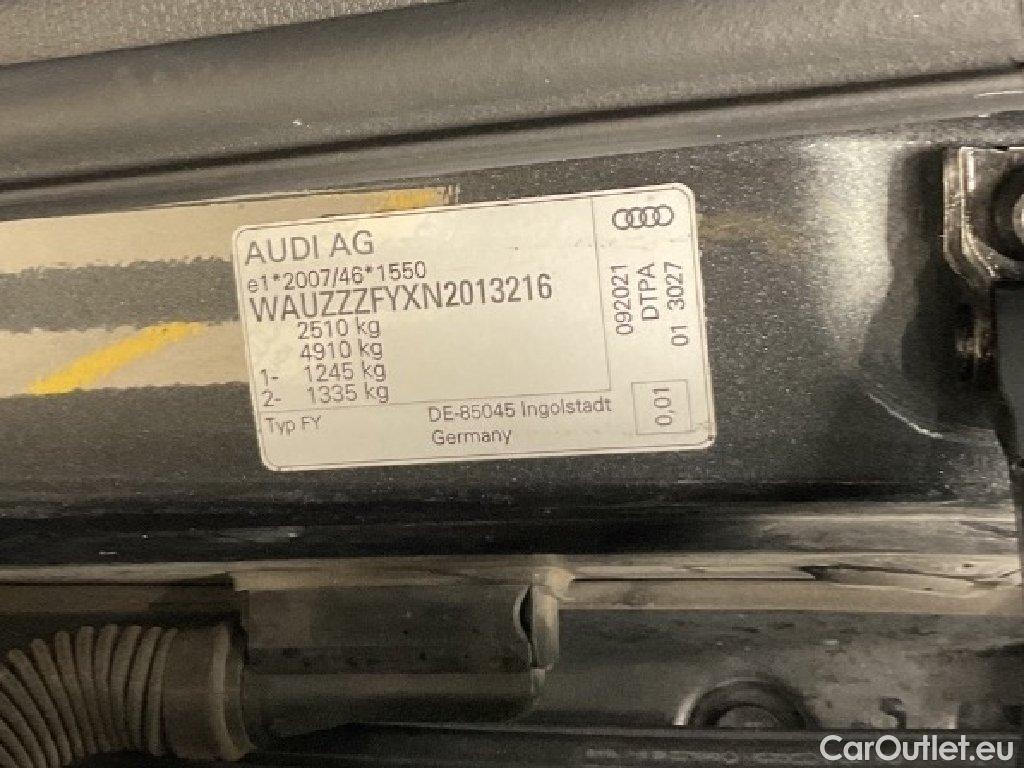 AUDI AG
e1*2007/46*1550
WAUZZZFYXN2013216
2510 kg
4910 kg
1- 1245 kg
2- 1335 kg
Typ FY
DE-85045 Ingolstadt
Germany
092021
DTPA
01 3027
0,01
CarOutlet.eu